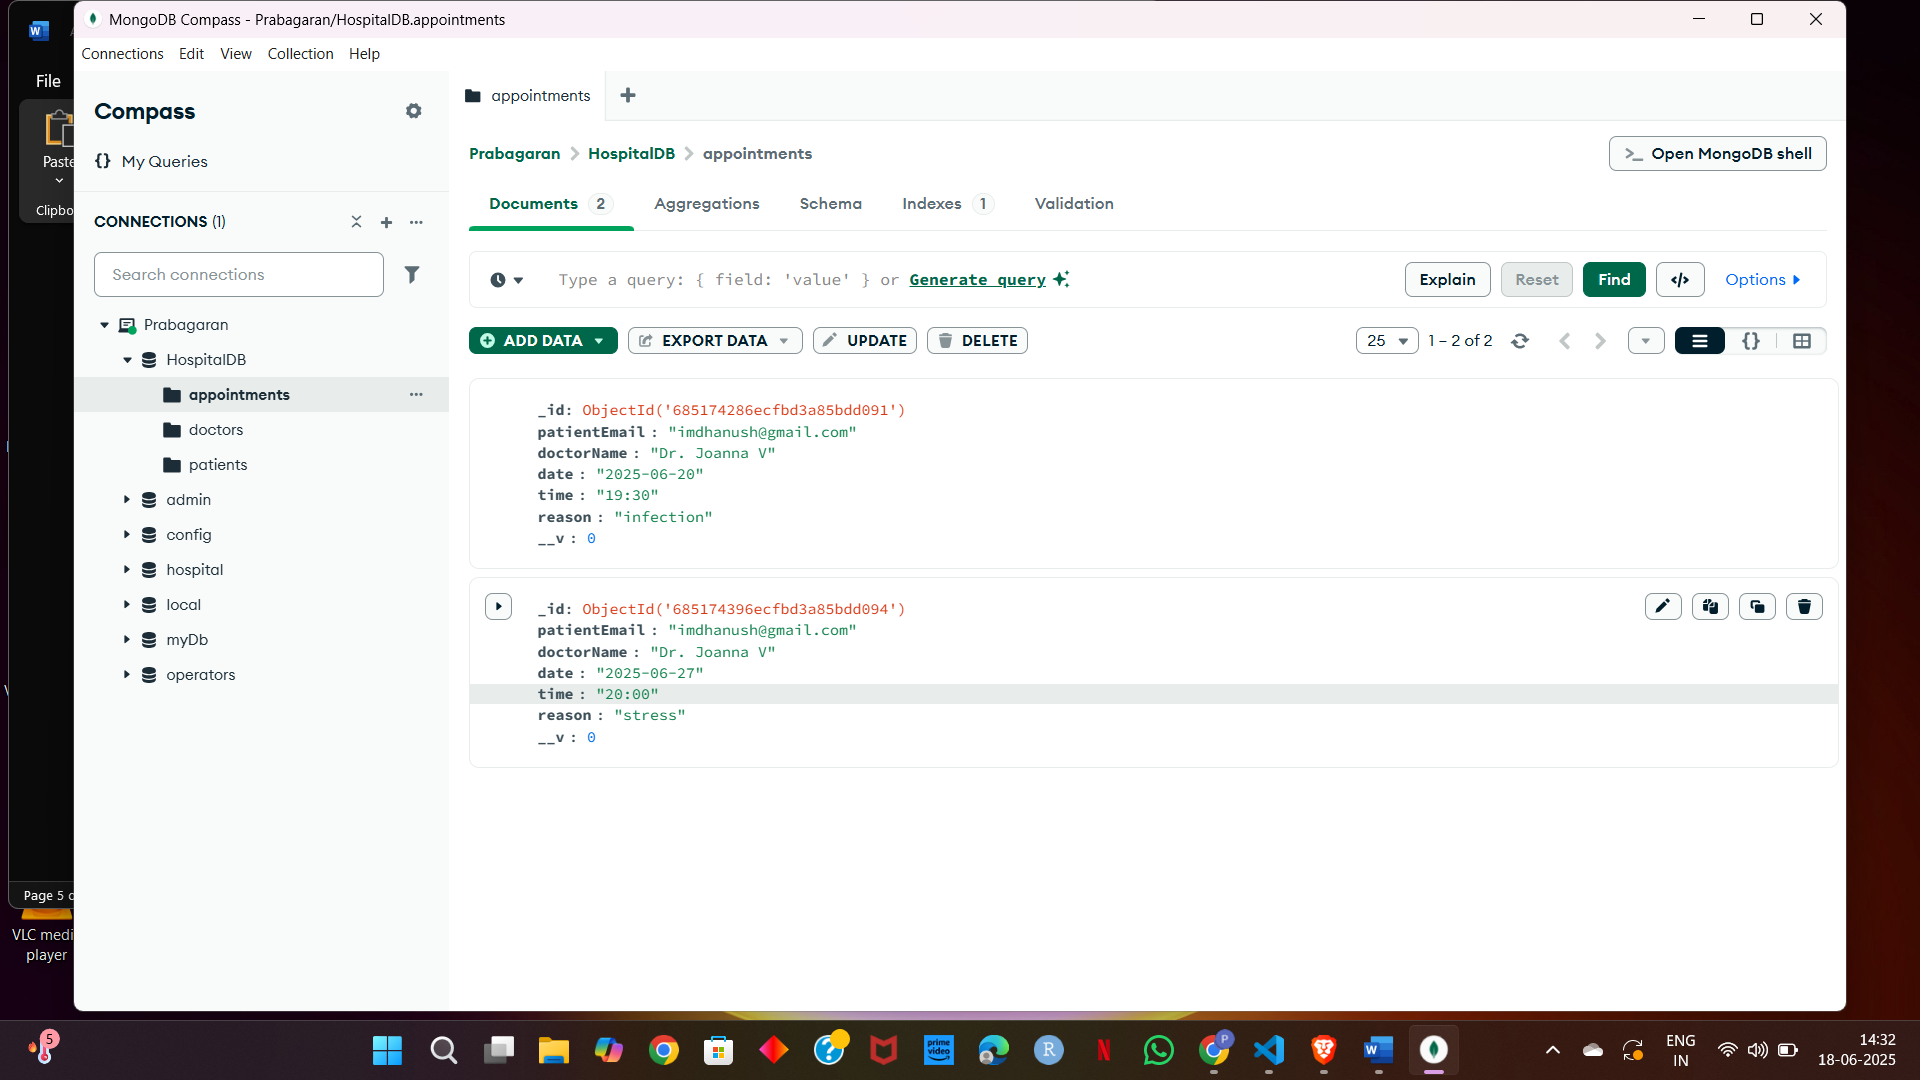 MongoDB Compass - Prabagaran/HospitalDB.appointments
Connections Edit View Collection Help
File
Paste
Clipbo
Page 5 o
VLC medi
player
Compass
My Queries
CONNECTIONS (1)
Search connections
Prabagaran
HospitalDB
appointments
doctors
patients
admin
config
hospital
local
myDb
operators
appointments
Prabagaran > HospitalDB > appointments
>_ Open MongoDB shell
Documents 2 Aggregations Schema Indexes 1 Validation
Type a query: { field: 'value' } or Generate query
Explain Reset Find </> Options
ADD DATA EXPORT DATA UPDATE DELETE
25 1 – 2 of 2 {}
_id: ObjectId('685174286ecfbd3a85bdd091')
patientEmail : "imdhanush@gmail.com"
doctorName : "Dr. Joanna V"
date : "2025-06-20"
time : "19:30"
reason : "infection"
__v : 0
_id: ObjectId('685174396ecfbd3a85bdd094')
patientEmail : "imdhanush@gmail.com"
doctorName : "Dr. Joanna V"
date : "2025-06-27"
time : "20:00"
reason : "stress"
__v : 0
5
prime
video
R
N
P
W
ENG
IN
14:32
18-06-2025